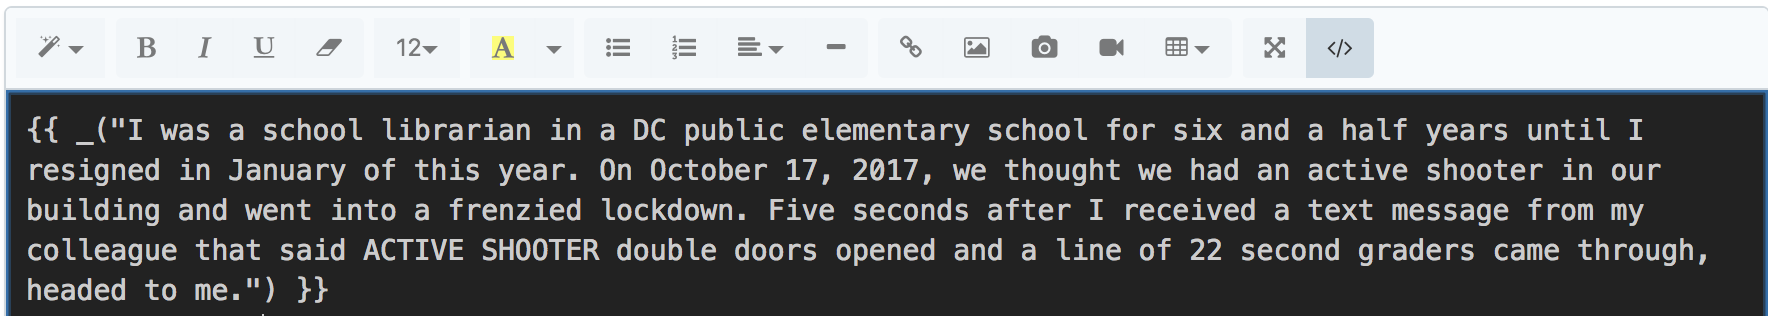 B I U 12 A </>
{{ _("I was a school librarian in a DC public elementary school for six and a half years until I
resigned in January of this year. On October 17, 2017, we thought we had an active shooter in our
building and went into a frenzied lockdown. Five seconds after I received a text message from my
colleague that said ACTIVE SHOOTER double doors opened and a line of 22 second graders came through,
headed to me.") }}